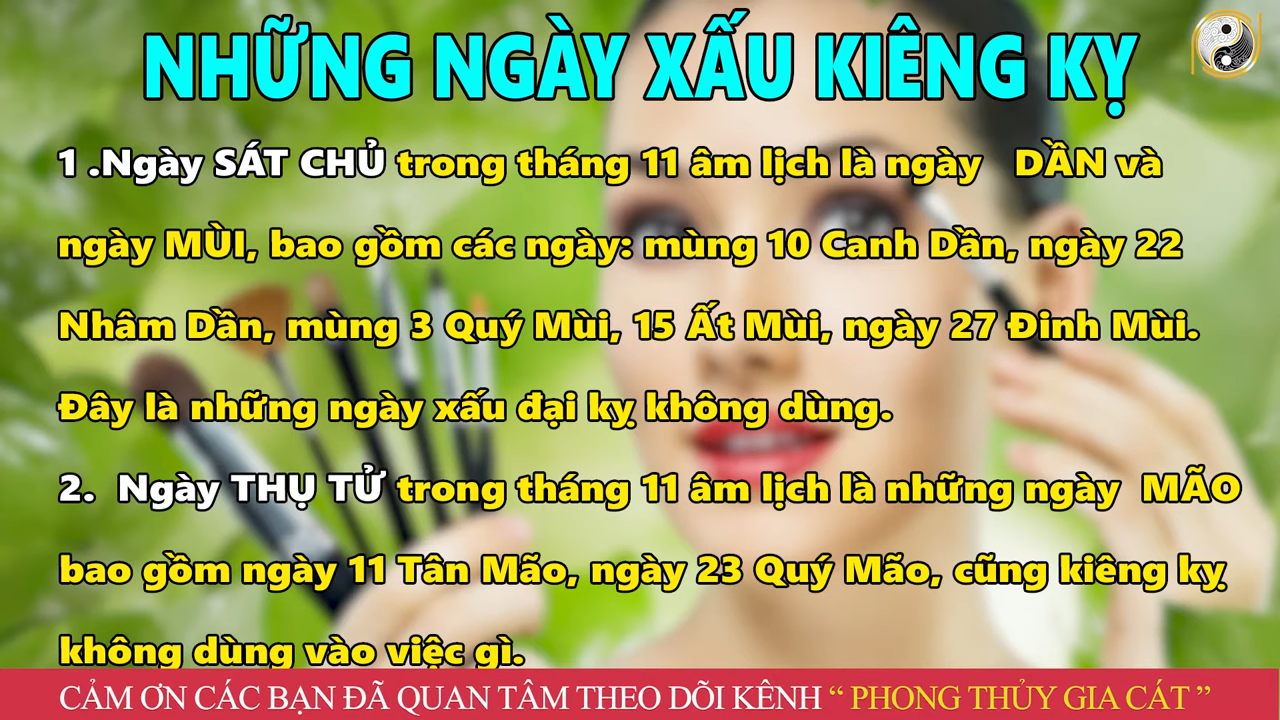 NHỮNG NGÀY XẤU KIÊNG KỴ
1 .Ngày SÁT CHỦ trong tháng 11 âm lịch là ngày DẦN và
ngày MÙI, bao gồm các ngày: mùng 10 Canh Dần, ngày 22
Nhâm Dần, mùng 3 Quý Mùi, 15 Ất Mùi, ngày 27 Đinh Mùi.
Đây là những ngày xấu đại kỵ không dùng.
2. Ngày THỤ TỬ trong tháng 11 âm lịch là những ngày MÃO
bao gồm ngày 11 Tân Mão, ngày 23 Quý Mão, cũng kiêng kỵ
không dùng vào việc gì.
CẢM ƠN CÁC BẠN ĐÃ QUAN TÂM THEO DÕI KÊNH “ PHONG THỦY GIA CÁT ”